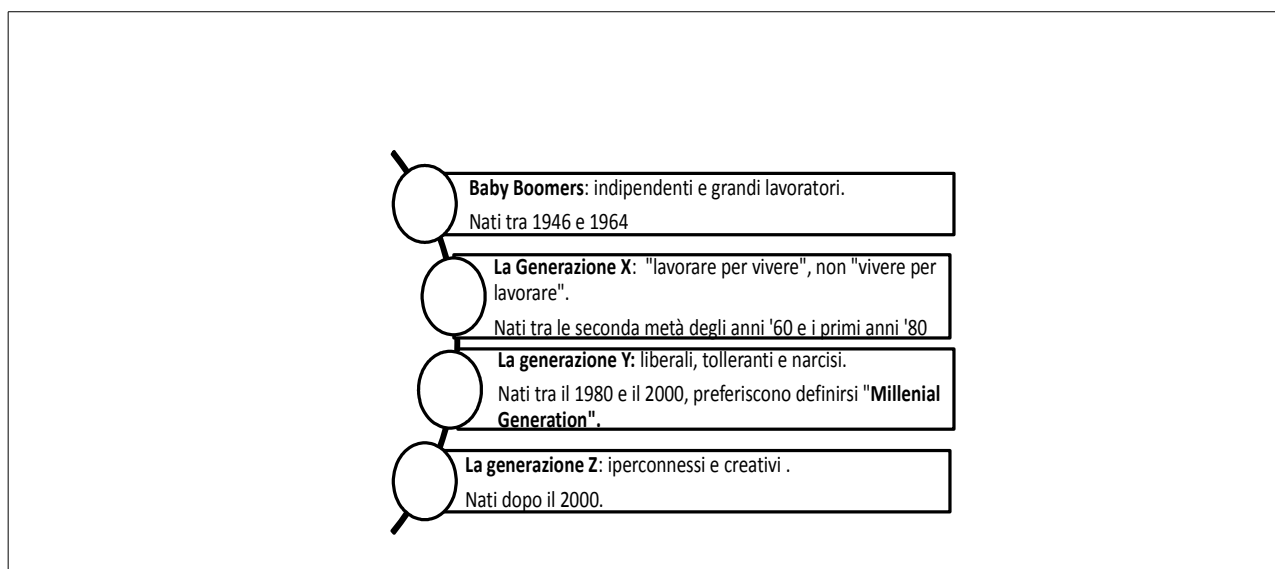 Baby Boomers: indipendenti e grandi lavoratori.
Nati tra 1946 e 1964
La Generazione X:  "lavorare per vivere", non "vivere per
lavorare".
Nati tra le seconda metà degli anni '60 e i primi anni '80
La generazione Y: liberali, tolleranti e narcisi.
Nati tra il 1980 e il 2000, preferiscono definirsi "Millenial
Generation".
La generazione Z: iperconnessi e creativi .
Nati dopo il 2000.